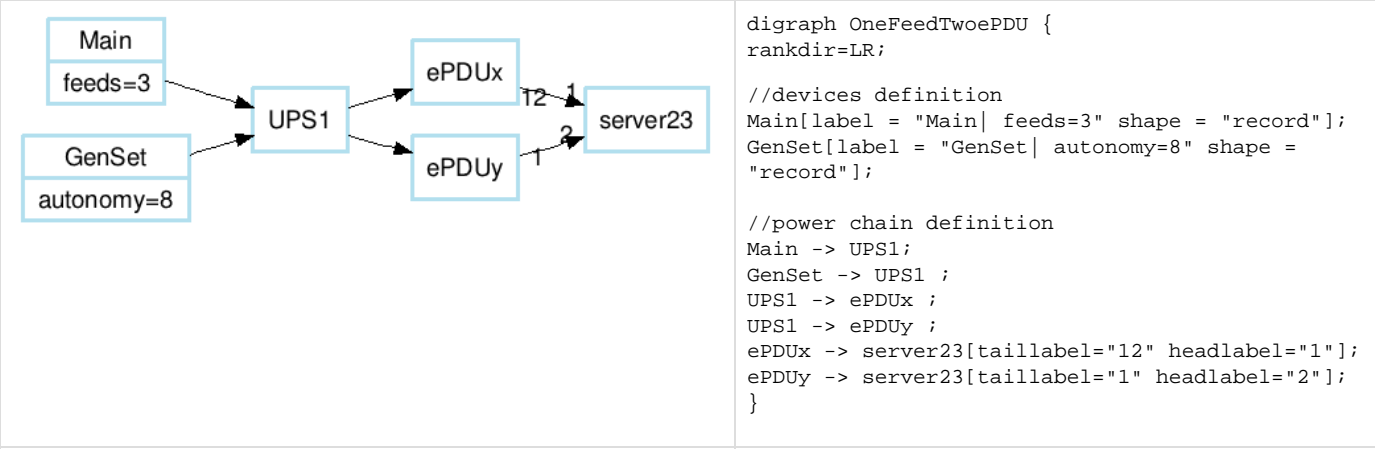 Main
feeds=3
GenSet
autonomy=8
UPS1
ePDUx
ePDUy
12
1
2
1
server23
digraph OneFeedTwoePDU {
rankdir=LR;
//devices definition
Main[label = "Main| feeds=3" shape = "record"];
GenSet[label = "GenSet| autonomy=8" shape =
"record"];
//power chain definition
Main -> UPS1;
GenSet -> UPS1 ;
UPS1 -> ePDUx ;
UPS1 -> ePDUy ;
ePDUx -> server23[taillabel="12" headlabel="1"];
ePDUy -> server23[taillabel="1" headlabel="2"];
}